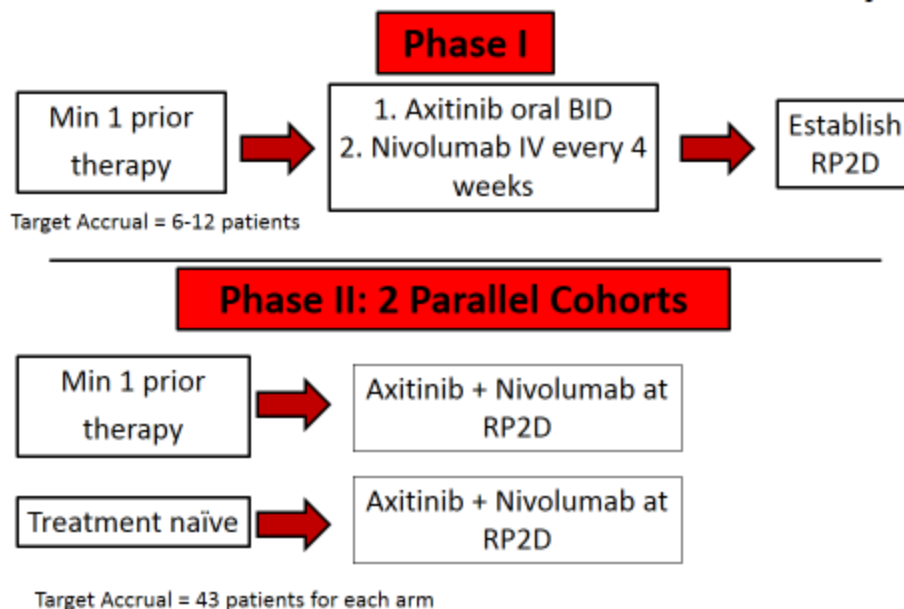 Phase I
Min 1 prior
therapy
1. Axitinib oral BID
2. Nivolumab IV every 4
weeks
Establish
RP2D
Target Accrual = 6-12 patients
Phase II: 2 Parallel Cohorts
Min 1 prior
therapy
Axitinib + Nivolumab at
RP2D
Treatment naïve
Axitinib + Nivolumab at
RP2D
Target Accrual = 43 patients for each arm